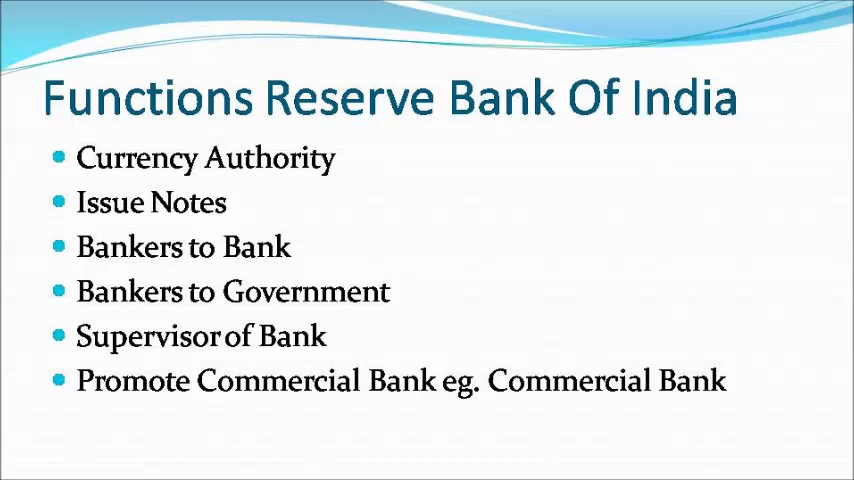 Functions Reserve Bank Of India
Currency Authority
Issue Notes
Bankers to Bank
Bankers to Government
Supervisor of Bank
Promote Commercial Bank eg. Commercial Bank